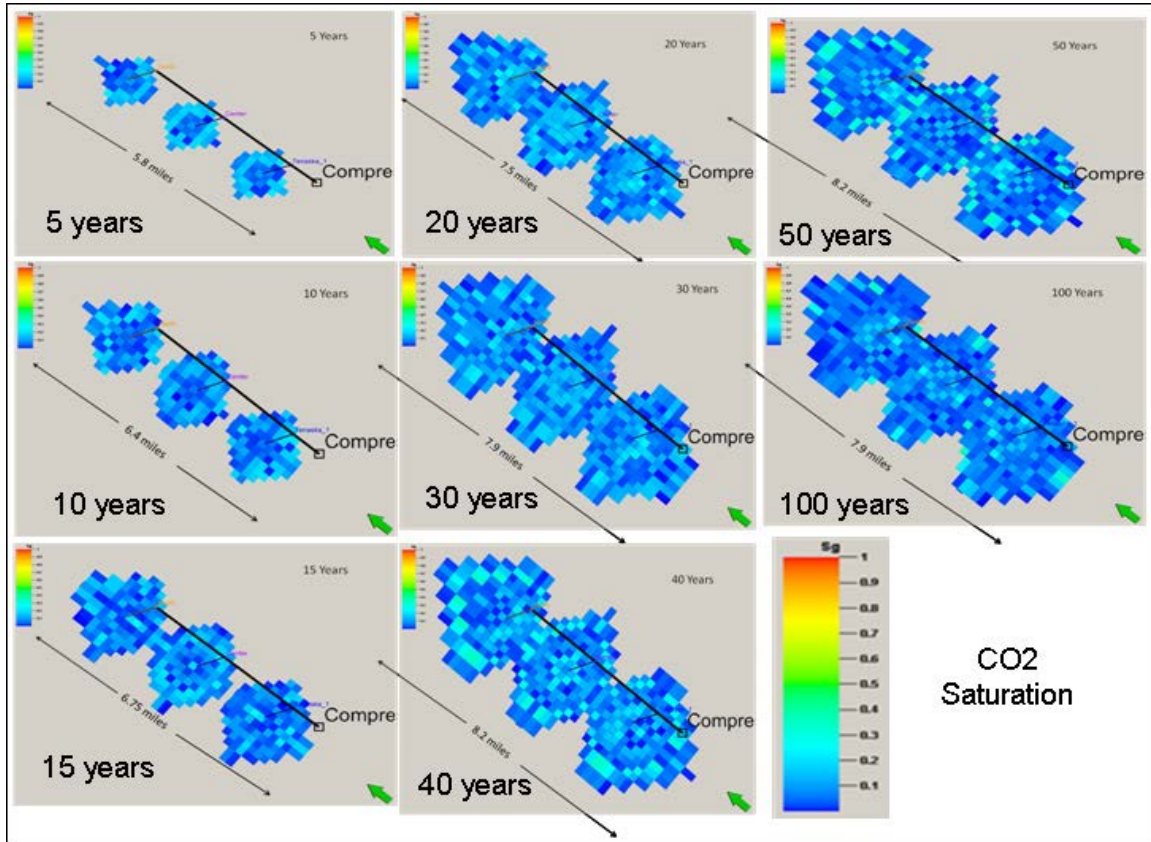 5 Years
Center
Tenaska_1
Compre
5.8 miles
5 years
20 Years
Compre
7.5 miles
20 years
50 Years
Compre
8.2 miles
50 years
10 Years
Center
Tenaska_1
Compre
6.4 miles
10 years
30 Years
Compre
7.9 miles
30 years
100 Years
Compre
7.9 miles
100 years
15 Years
Compre
6.75 miles
15 years
40 Years
Compre
8.2 miles
40 years
Sg
1
0.9
0.8
0.7
0.6
0.5
0.4
0.3
0.2
0.1
CO2
Saturation